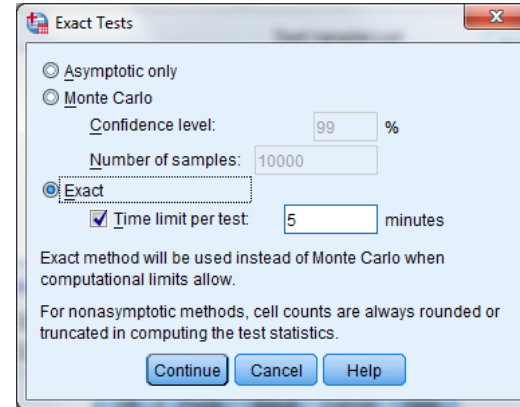 Exact Tests
Asymptotic only
Monte Carlo
Confidence level: 99 %
Number of samples: 10000
Exact
Time limit per test: 5 minutes
Exact method will be used instead of Monte Carlo when
computational limits allow.
For nonasymptotic methods, cell counts are always rounded or
truncated in computing the test statistics.
Continue Cancel Help